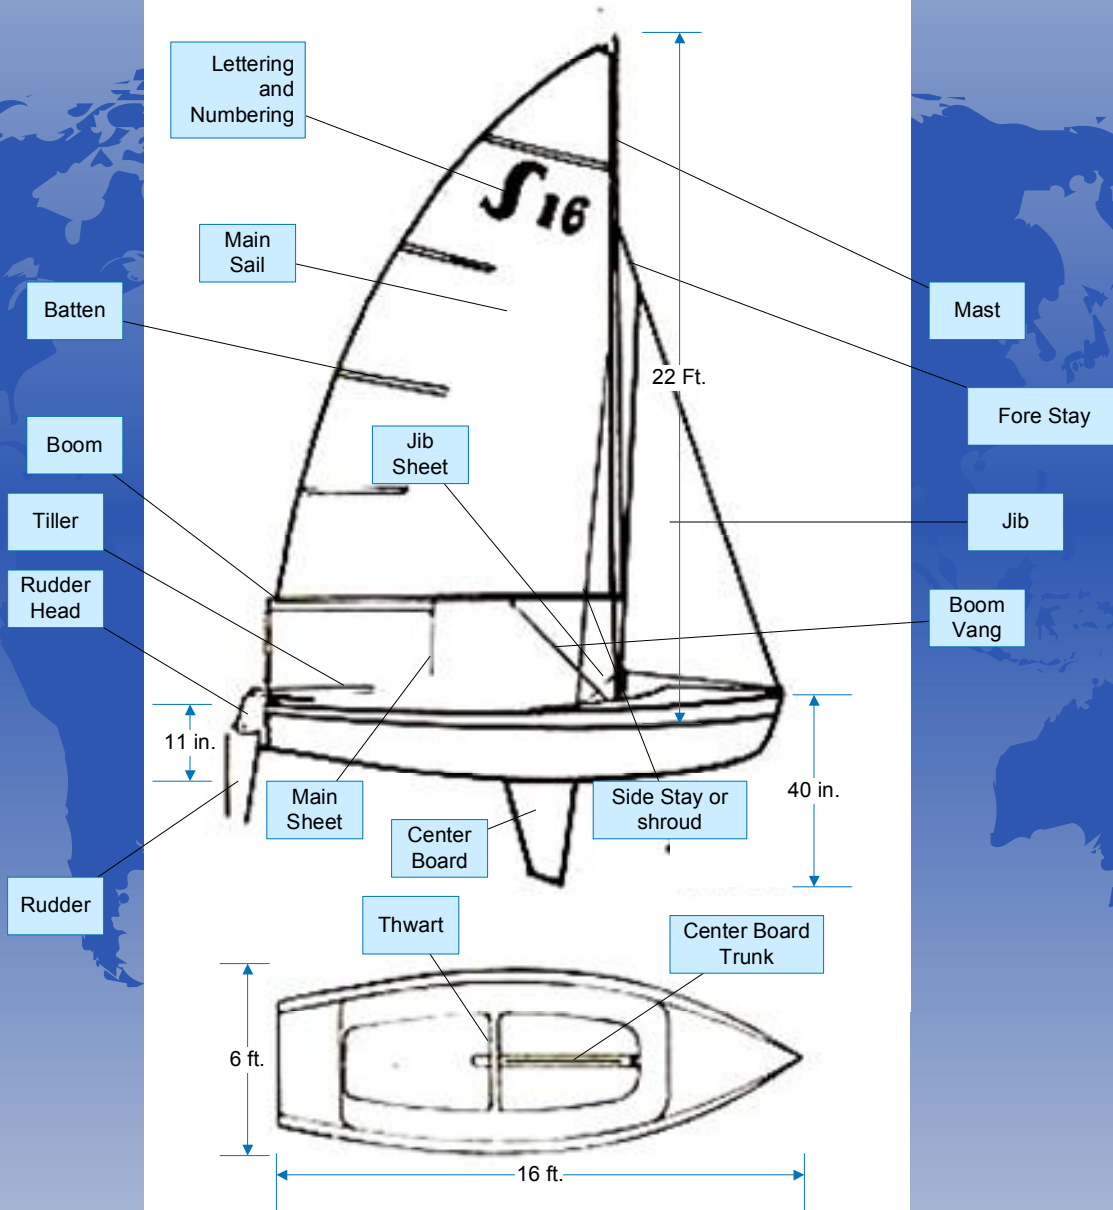 Lettering
and
Numbering
S 16
Main
Sail
Batten
Mast
22 Ft.
Fore Stay
Boom
Jib
Sheet
Tiller
Jib
Rudder
Head
Boom
Vang
11 in.
40 in.
Main
Sheet
Side Stay or
shroud
Center
Board
Rudder
Thwart
Center Board
Trunk
6 ft.
16 ft.